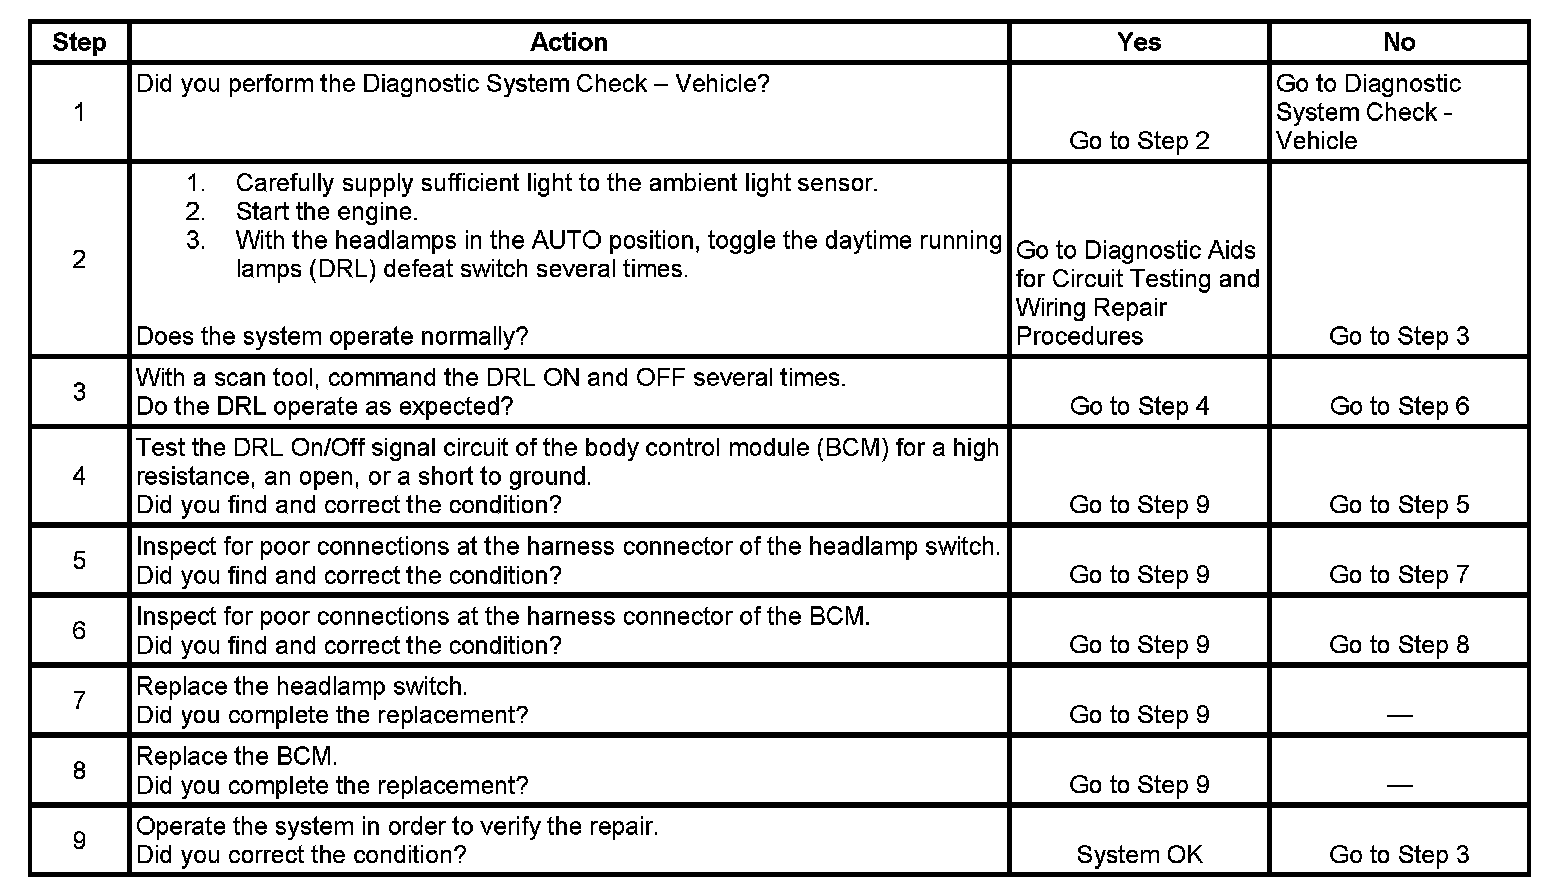 Step Action Yes No
1
Did you perform the Diagnostic System Check – Vehicle?
Go to Step 2
Go to Diagnostic
System Check -
Vehicle
2
1. Carefully supply sufficient light to the ambient light sensor.
2. Start the engine.
3. With the headlamps in the AUTO position, toggle the daytime running
lamps (DRL) defeat switch several times.
Does the system operate normally?
Go to Diagnostic Aids
for Circuit Testing and
Wiring Repair
Procedures
Go to Step 3
3
With a scan tool, command the DRL ON and OFF several times.
Do the DRL operate as expected?
Go to Step 4
Go to Step 6
4
Test the DRL On/Off signal circuit of the body control module (BCM) for a high
resistance, an open, or a short to ground.
Did you find and correct the condition?
Go to Step 9
Go to Step 5
5
Inspect for poor connections at the harness connector of the headlamp switch.
Did you find and correct the condition?
Go to Step 9
Go to Step 7
6
Inspect for poor connections at the harness connector of the BCM.
Did you find and correct the condition?
Go to Step 9
Go to Step 8
7
Replace the headlamp switch.
Did you complete the replacement?
Go to Step 9
—
8
Replace the BCM.
Did you complete the replacement?
Go to Step 9
—
9
Operate the system in order to verify the repair.
Did you correct the condition?
System OK
Go to Step 3